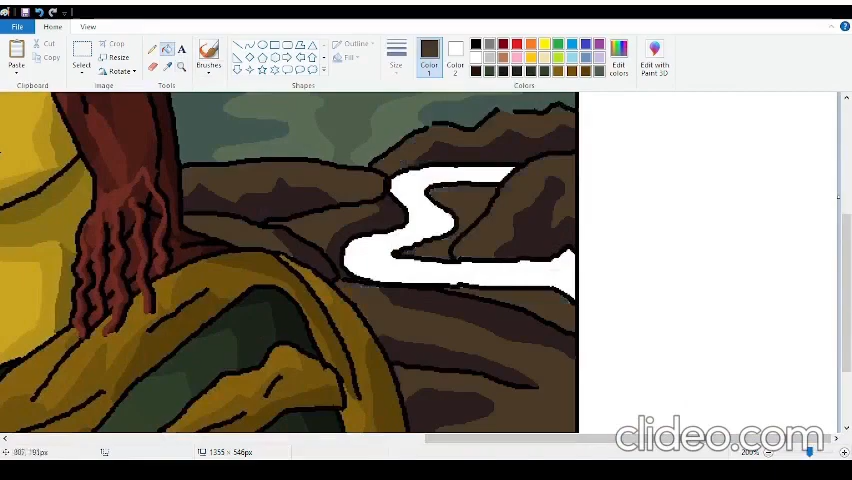 File Home View
Cut
Copy
Paste
Clipboard
Select
Crop
Resize
Rotate
Image
A
Tools
Brushes
Outline
Fill
Shapes
Size
Color
1
Color
2
Edit
colors
Colors
Edit with
Paint 3D
clideo.com
1355 × 546px
200%